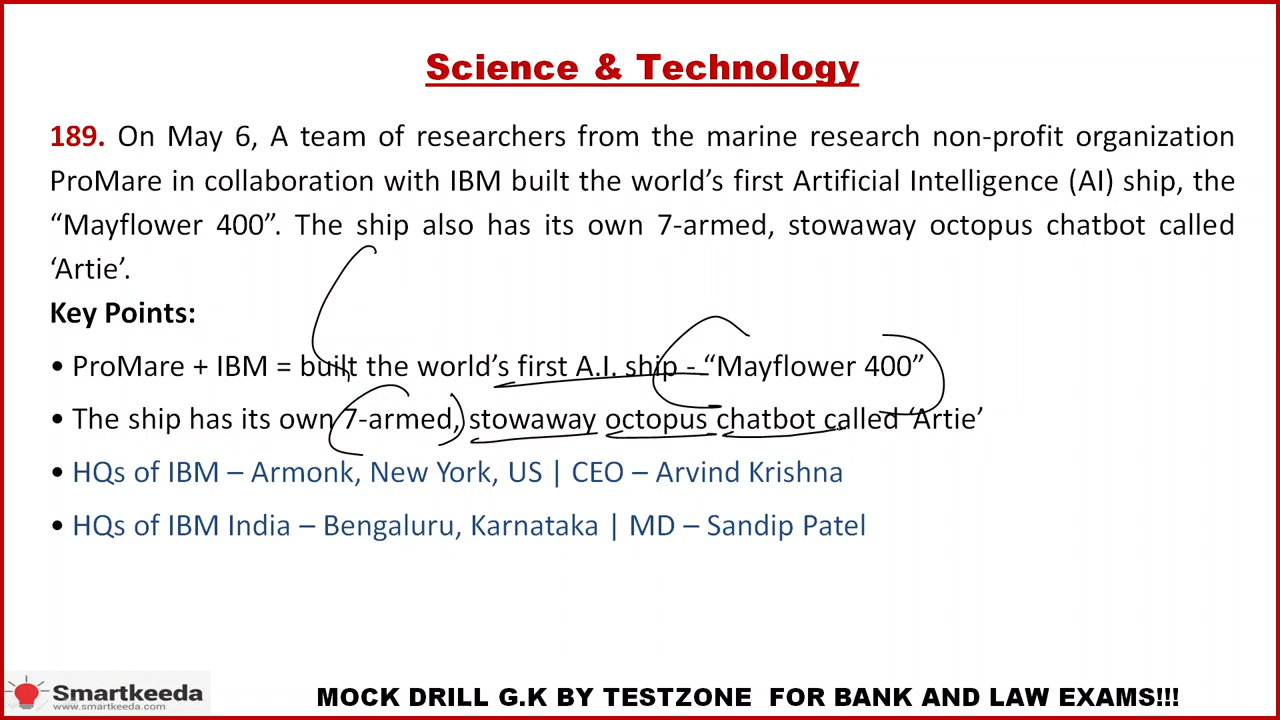 Science & Technology
189. On May 6, A team of researchers from the marine research non-profit organization
ProMare in collaboration with IBM built the world’s first Artificial Intelligence (AI) ship, the
“Mayflower 400”. The ship also has its own 7-armed, stowaway octopus chatbot called
‘Artie’.
Key Points:
• ProMare + IBM = built the world’s first A.I. ship - “Mayflower 400”
• The ship has its own 7-armed, stowaway octopus chatbot called ‘Artie’
• HQs of IBM – Armonk, New York, US | CEO – Arvind Krishna
• HQs of IBM India – Bengaluru, Karnataka | MD – Sandip Patel
Smartkeeda
www.smartkeeda.com
MOCK DRILL G.K BY TESTZONE FOR BANK AND LAW EXAMS!!!